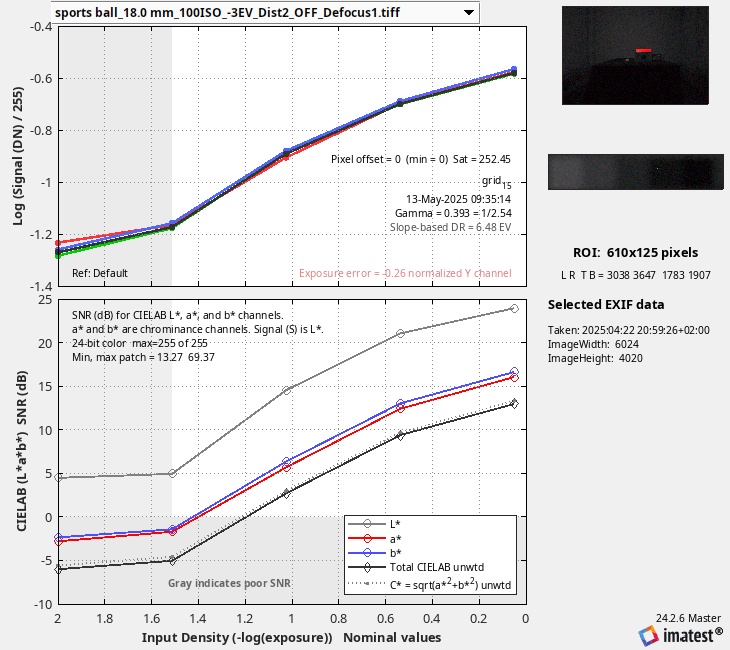 sports ball_18.0 mm_100ISO_-3EV_Dist2_OFF_Defocus1.tiff
-0.4
-0.6
-0.8
-1
-1.2
-1.4
Log (Signal (DN) / 255)
Pixel offset = 0 (min = 0) Sat = 252.45
grid_15
13-May-2025 09:35:14
Gamma = 0.393 = 1/2.54
Slope-based DR = 6.48 EV
Ref: Default
Exposure error = -0.26 normalized Y channel
25
20
15
10
5
0
-5
-10
CIELAB (L*a*b*) SNR (dB)
SNR (dB) for CIELAB L*, a*, and b* channels.
a* and b* are chrominance channels. Signal (S) is L*.
24-bit color max=255 of 255
Min, max patch = 13.27 69.37
Gray indicates poor SNR
L*
a*
b*
Total CIELAB unwtd
C* = sqrt(a*2+b*2) unwtd
2 1.8 1.6 1.4 1.2 1 0.8 0.6 0.4 0.2 0
Input Density (-log(exposure)) Nominal values
ROI: 610x125 pixels
L R T B = 3038 3647 1783 1907
Selected EXIF data
Taken: 2025:04:22 20:59:26+02:00
ImageWidth: 6024
ImageHeight: 4020
24.2.6 Master
imatest®